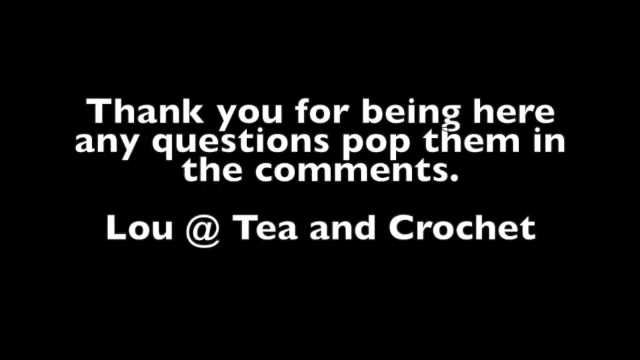 Thank you for being here
any questions pop them in
the comments.
Lou @ Tea and Crochet